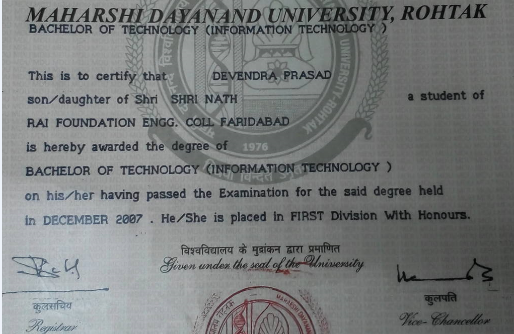 MAHARSHI DAYANAND UNIVERSITY, ROHTAK
BACHELOR OF TECHNOLOGY (INFORMATION TECHNOLOGY )
This is to certify that DEVENDRA PRASAD
son/daughter of Shri SHRI NATH a student of
RAI FOUNDATION ENGG. COLL FARIDABAD
is hereby awarded the degree of
1976
BACHELOR OF TECHNOLOGY (INFORMATION TECHNOLOGY )
on his/her having passed the Examination for the said degree held
in DECEMBER 2007 . He/She is placed in FIRST Division With Honours.
विश्वविद्यालय के मुद्रांकन द्वारा प्रमाणित
Given under the seal of the University
कुलसचिव कुलपति
Registrar Vice-Chancellor